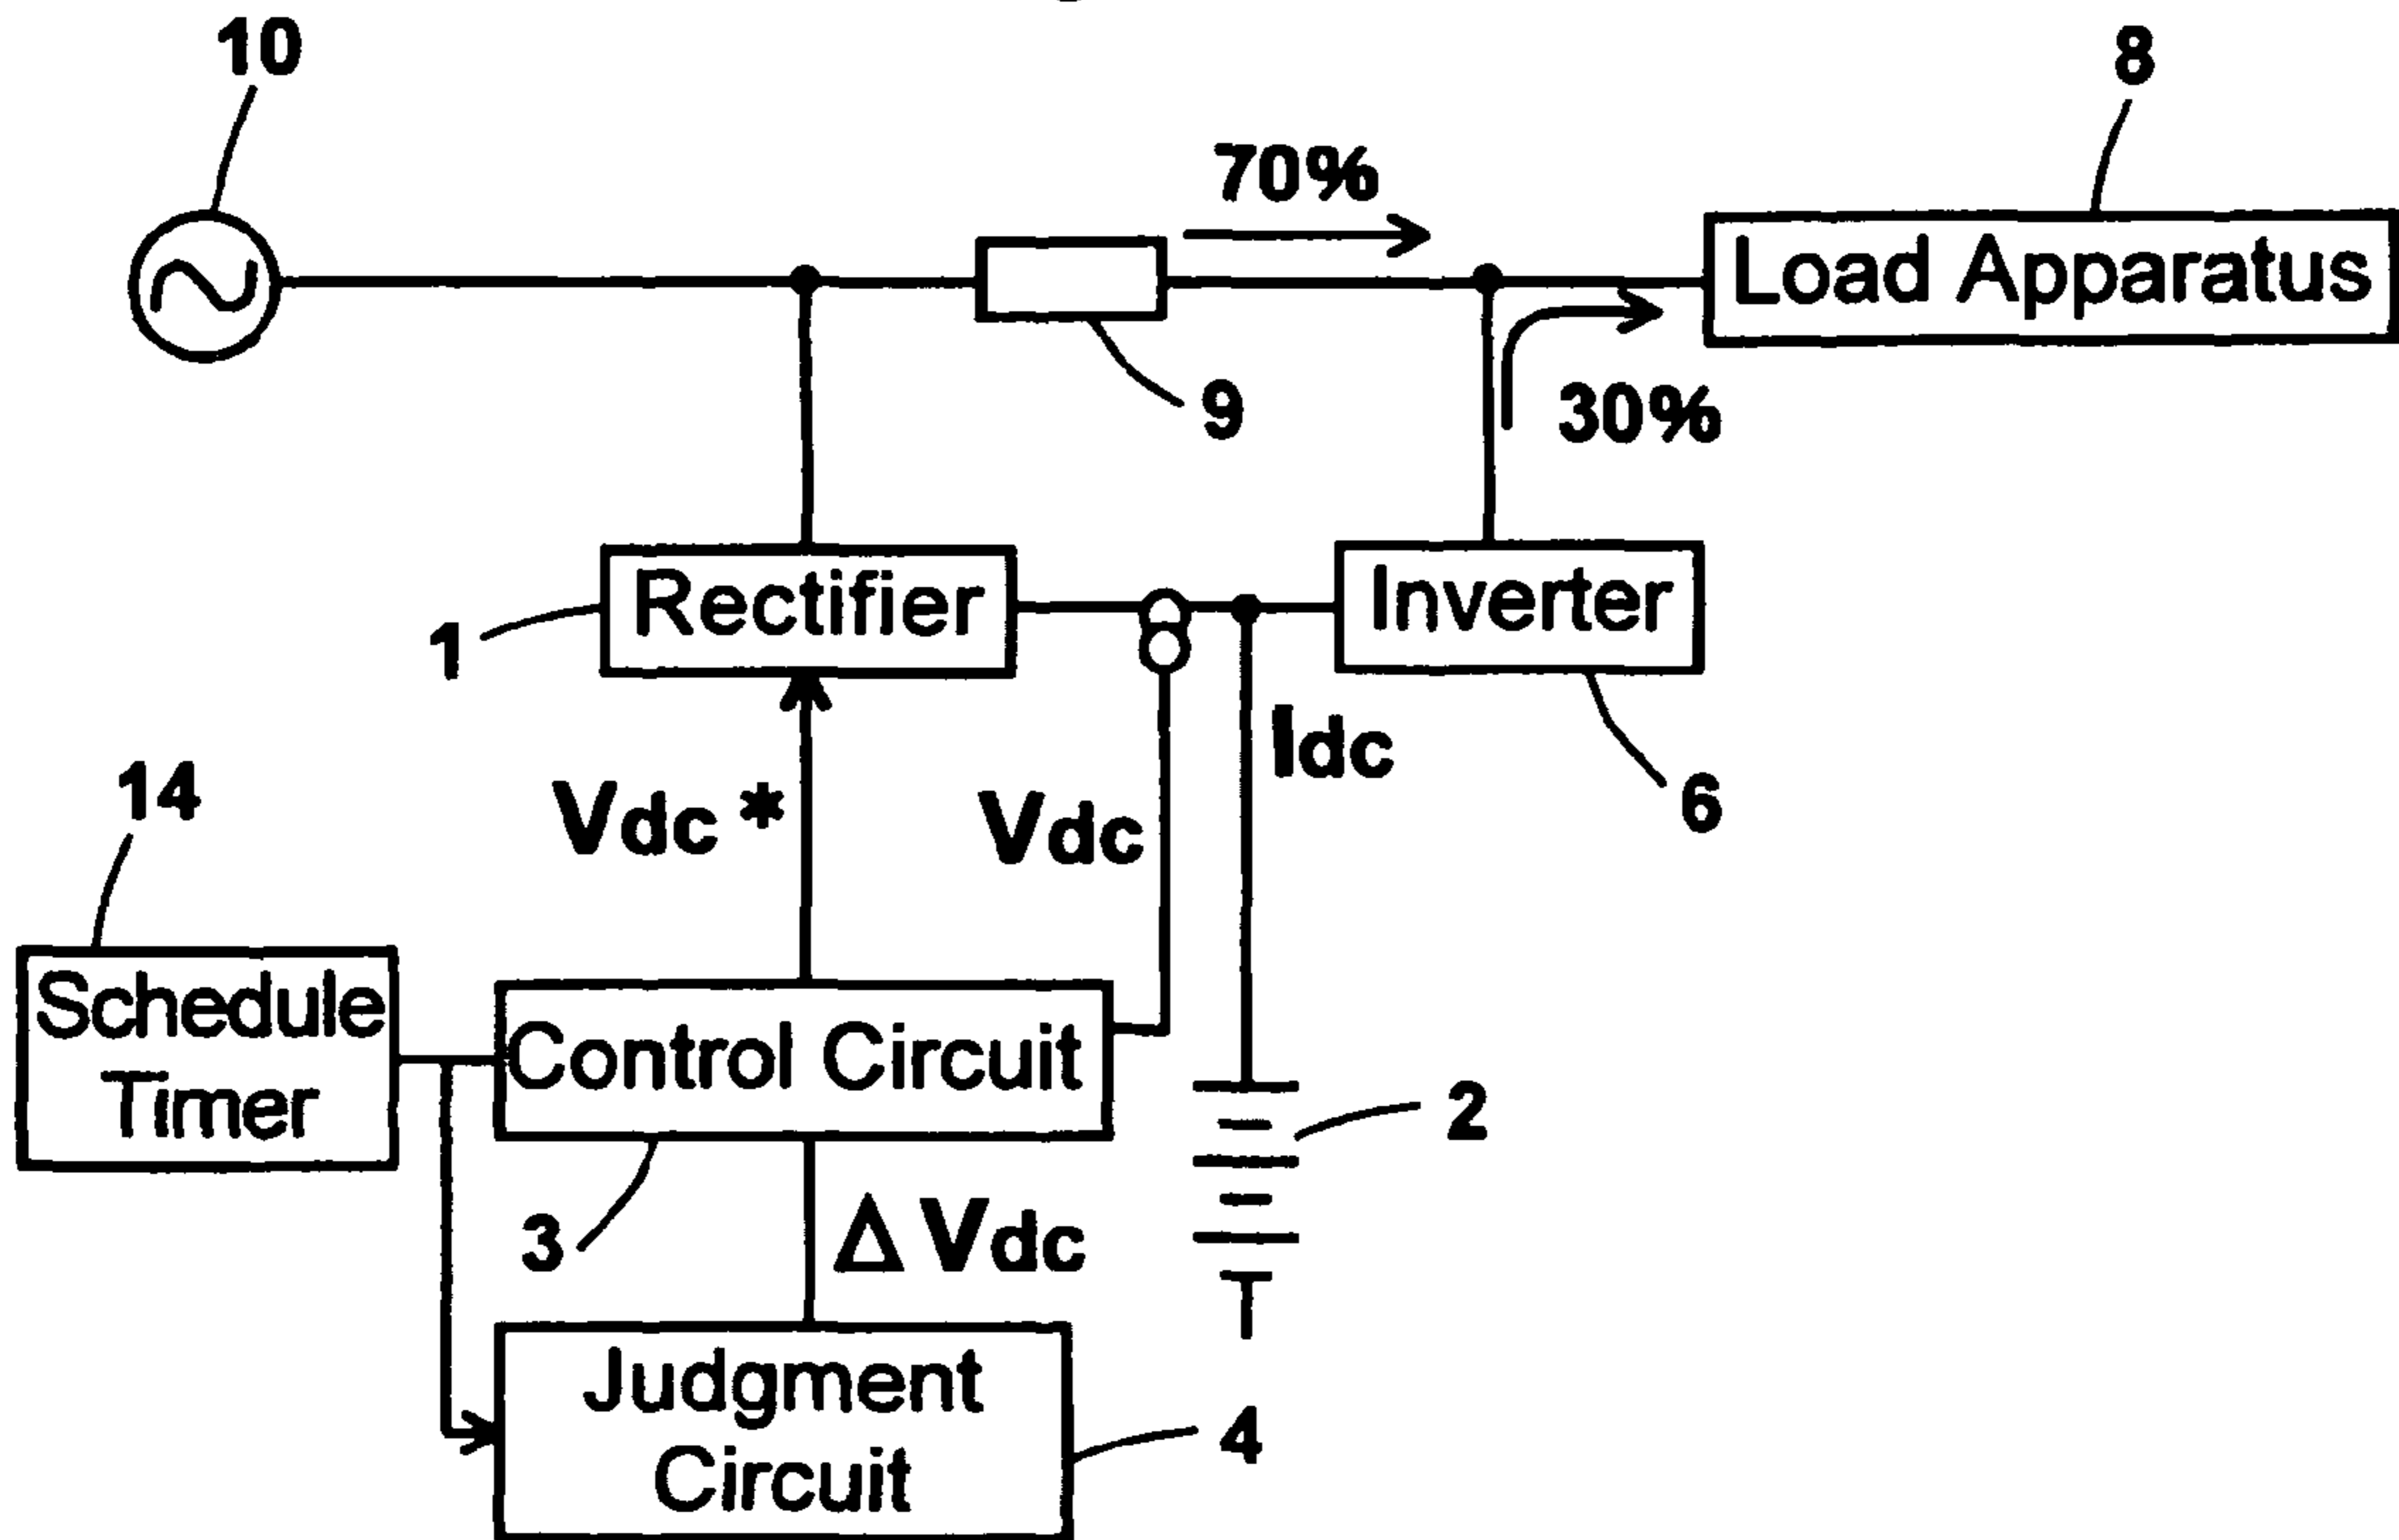 10
8
70%
Load Apparatus
9
30%
Rectifier
Inverter
1
Idc
6
14
Vdc *
Vdc
Schedule
Timer
Control Circuit
2
3
Δ Vdc
Judgment
Circuit
4